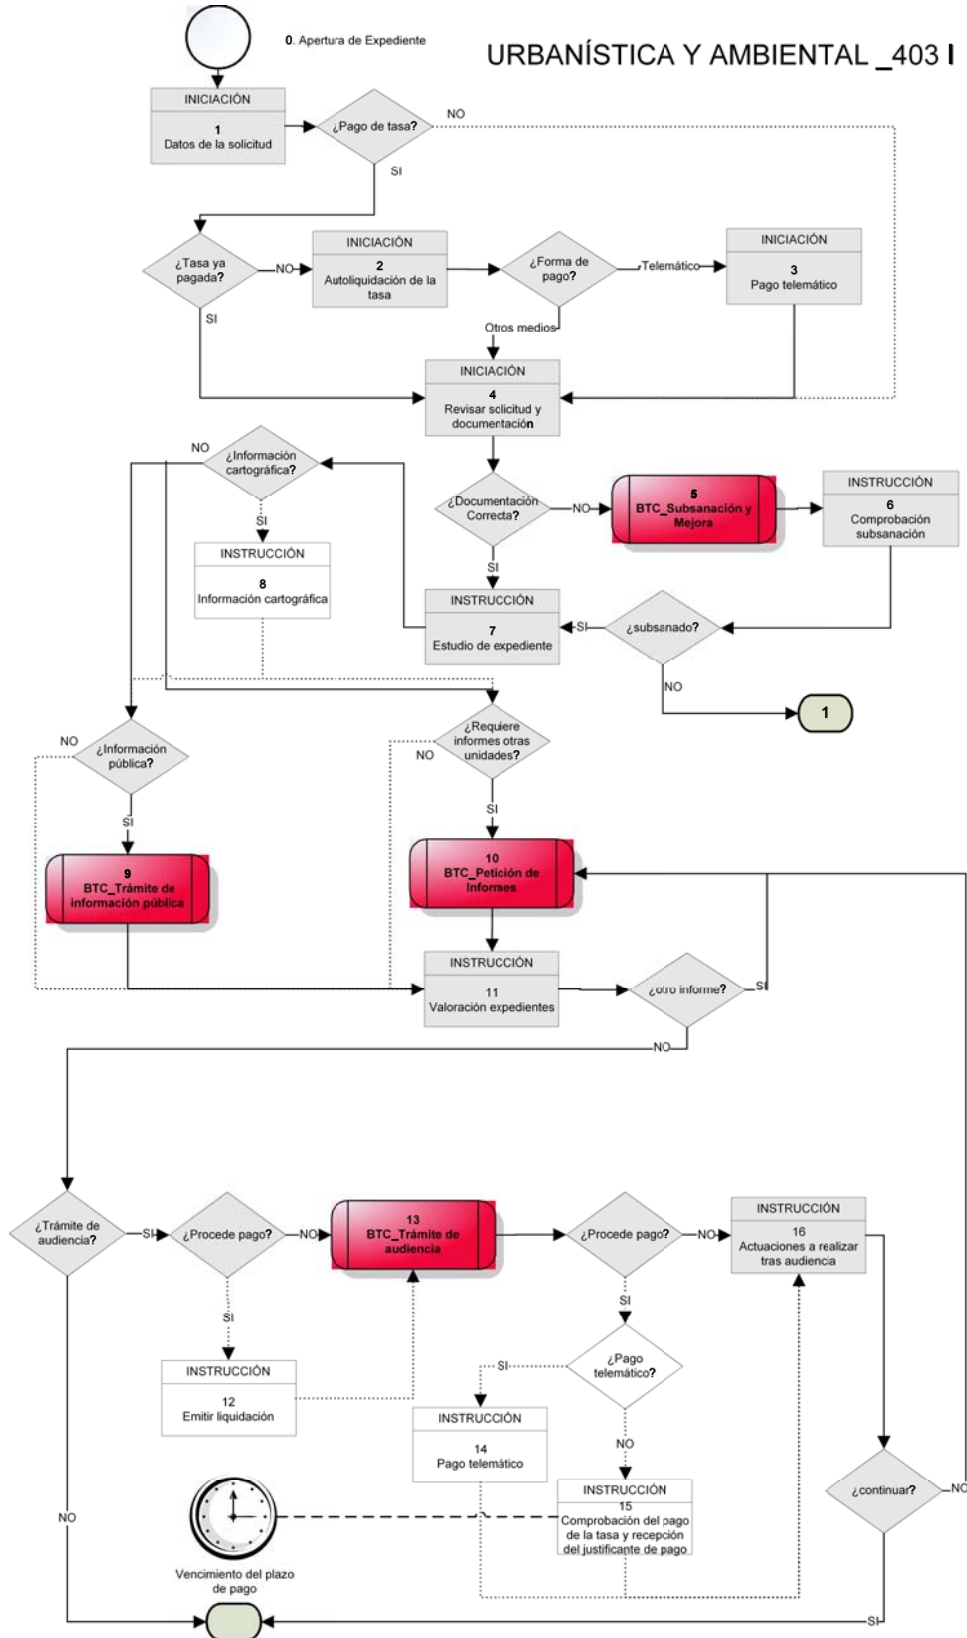 0. Apertura de Expediente
URBANÍSTICA Y AMBIENTAL _403 I
INICIACIÓN
1
Datos de la solicitud
¿Pago de tasa?
NO
SI
¿Tasa ya
pagada?
NO
SI
INICIACIÓN
2
Autoliquidación de la
tasa
¿Forma de
pago?
Telemático
Otros medios
INICIACIÓN
3
Pago telemático
INICIACIÓN
4
Revisar solicitud y
documentación
NO
¿Información
cartográfica?
SI
¿Documentación
Correcta?
NO
SI
5
BTC_Subsanación y
Mejora
INSTRUCCIÓN
6
Comprobación
subsanación
INSTRUCCIÓN
8
Información cartográfica
INSTRUCCIÓN
7
Estudio de expediente
SI
¿subsanado?
NO
1
NO
¿Información
pública?
SI
¿Requiere
informes otras
unidades?
NO
SI
9
BTC_Trámite de
información pública
10
BTC_Petición de
Informes
INSTRUCCIÓN
11
Valoración expedientes
¿otro informe?
SI
NO
¿Trámite de
audiencia?
SI
¿Procede pago?
NO
13
BTC_Trámite de
audiencia
¿Procede pago?
NO
INSTRUCCIÓN
16
Actuaciones a realizar
tras audiencia
SI
SI
INSTRUCCIÓN
12
Emitir liquidación
SI
¿Pago
telemático?
INSTRUCCIÓN
14
Pago telemático
NO
INSTRUCCIÓN
15
Comprobación del pago
de la tasa y recepción
del justificante de pago
¿continuar?
NO
NO
Vencimiento del plazo
de pago
SI